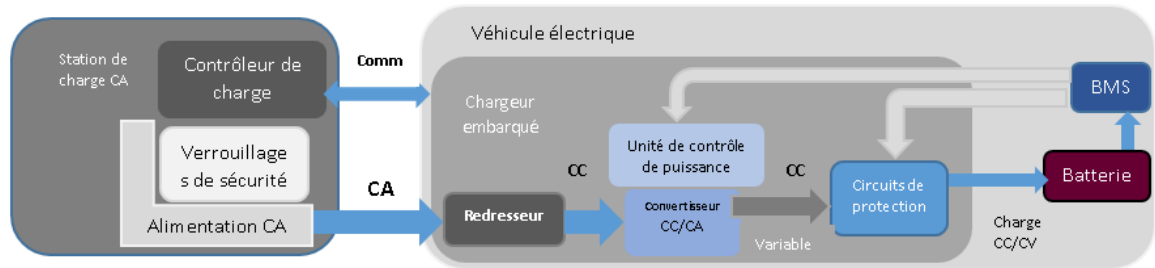 Véhicule électrique
Station de
charge CA
Contrôleur de
charge
Comm
BMS
Chargeur
embarqué
Verrouillage
s de sécurité
Unité de contrôle
de puissance
CC
CC
CA
Circuits de
protection
Batterie
Alimentation CA
Redresseur
Convertisseur
CC/CA
Variable
Charge
CC/CV